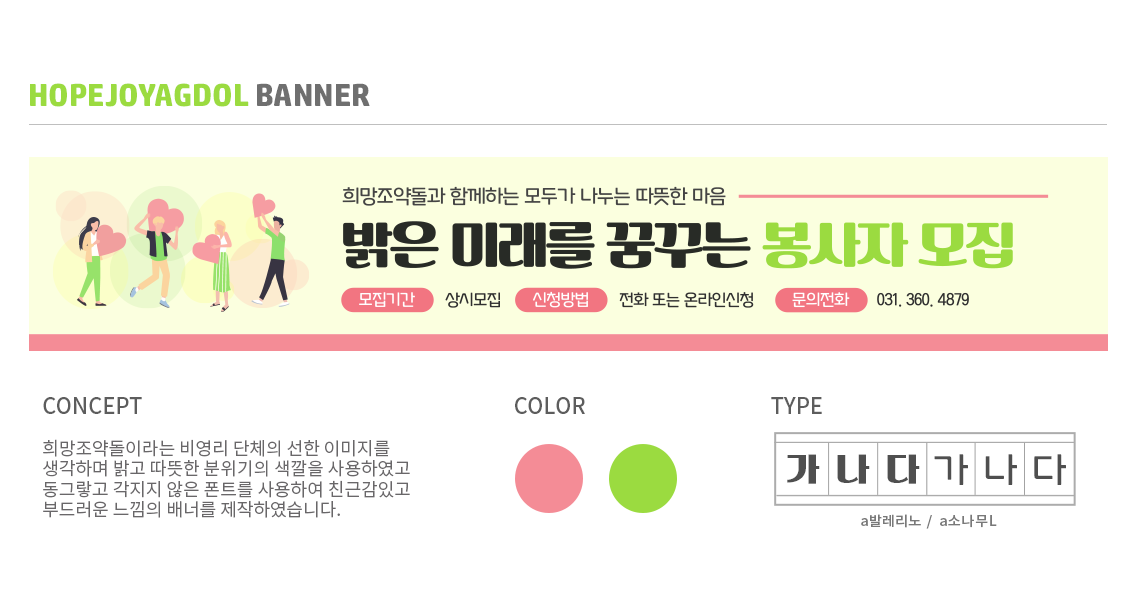 HOPEJOYAGDOL BANNER
희망조약돌과 함께하는 모두가 나누는 따뜻한 마음
밝은 미래를 꿈꾸는 봉사자 모집
모집기간 상시모집 신청방법 전화 또는 온라인신청 문의전화 031. 360. 4879
CONCEPT
희망조약돌이라는 비영리 단체의 선한 이미지를
생각하며 밝고 따뜻한 분위기의 색깔을 사용하였고
동그랗고 각지지 않은 폰트를 사용하여 친근감있고
부드러운 느낌의 배너를 제작하였습니다.
COLOR
TYPE
가 나 다 가 나 다
a발레리노 / a소나무L